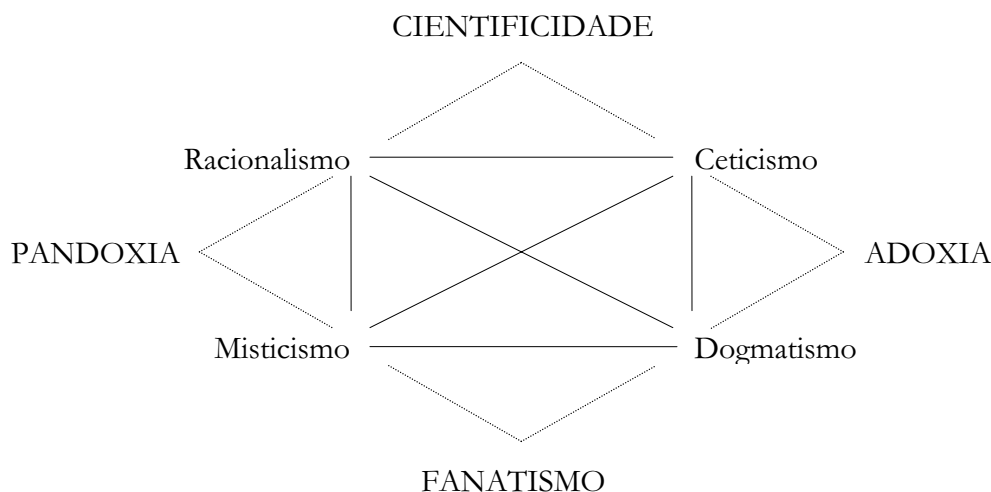 CIENTIFICIDADE
Racionalismo Ceticismo
PANDOXIA ADOXIA
Misticismo Dogmatismo
FANATISMO